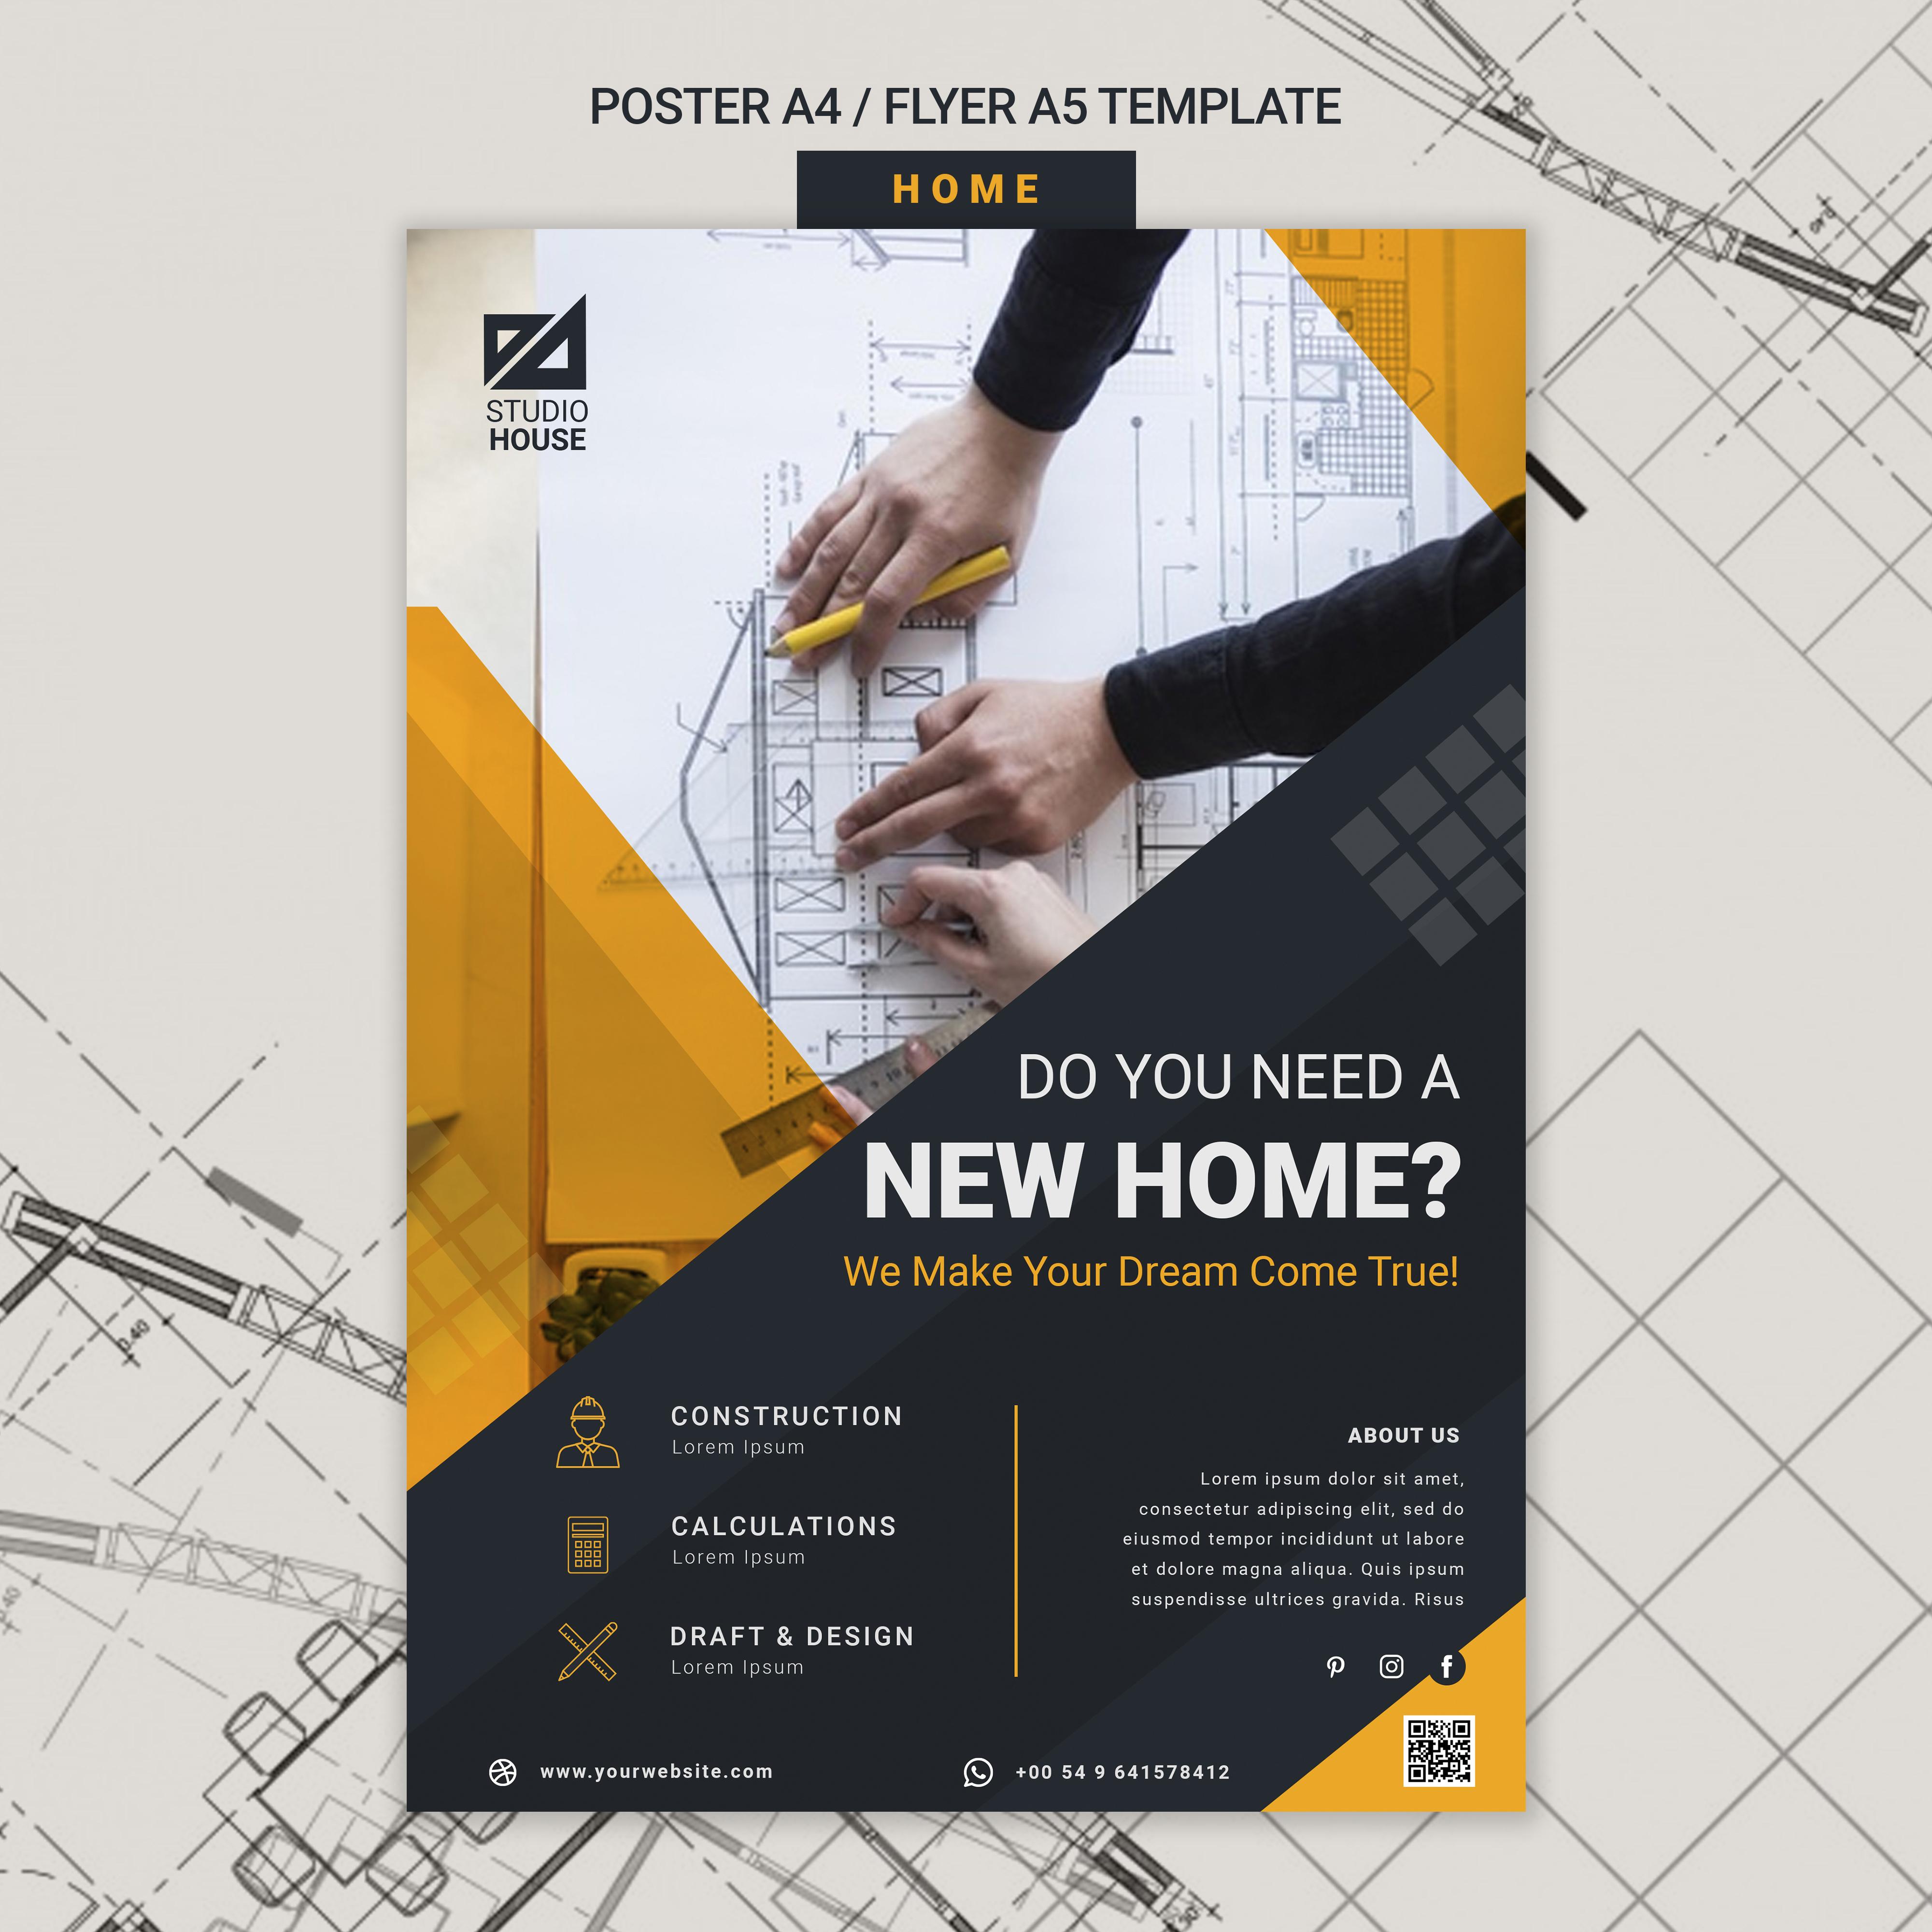 POSTER A4 / FLYER A5 TEMPLATE
HOME
STUDIO
HOUSE
DO YOU NEED A
NEW HOME?
We Make Your Dream Come True!
CONSTRUCTION
Lorem Ipsum
CALCULATIONS
Lorem Ipsum
DRAFT & DESIGN
Lorem Ipsum
ABOUT US
Lorem ipsum dolor sit amet,
consectetur adipiscing elit, sed do
eiusmod tempor incididunt ut labore
et dolore magna aliqua. Quis ipsum
suspendisse ultrices gravida. Risus
www.yourwebsite.com
+00 54 9 641578412